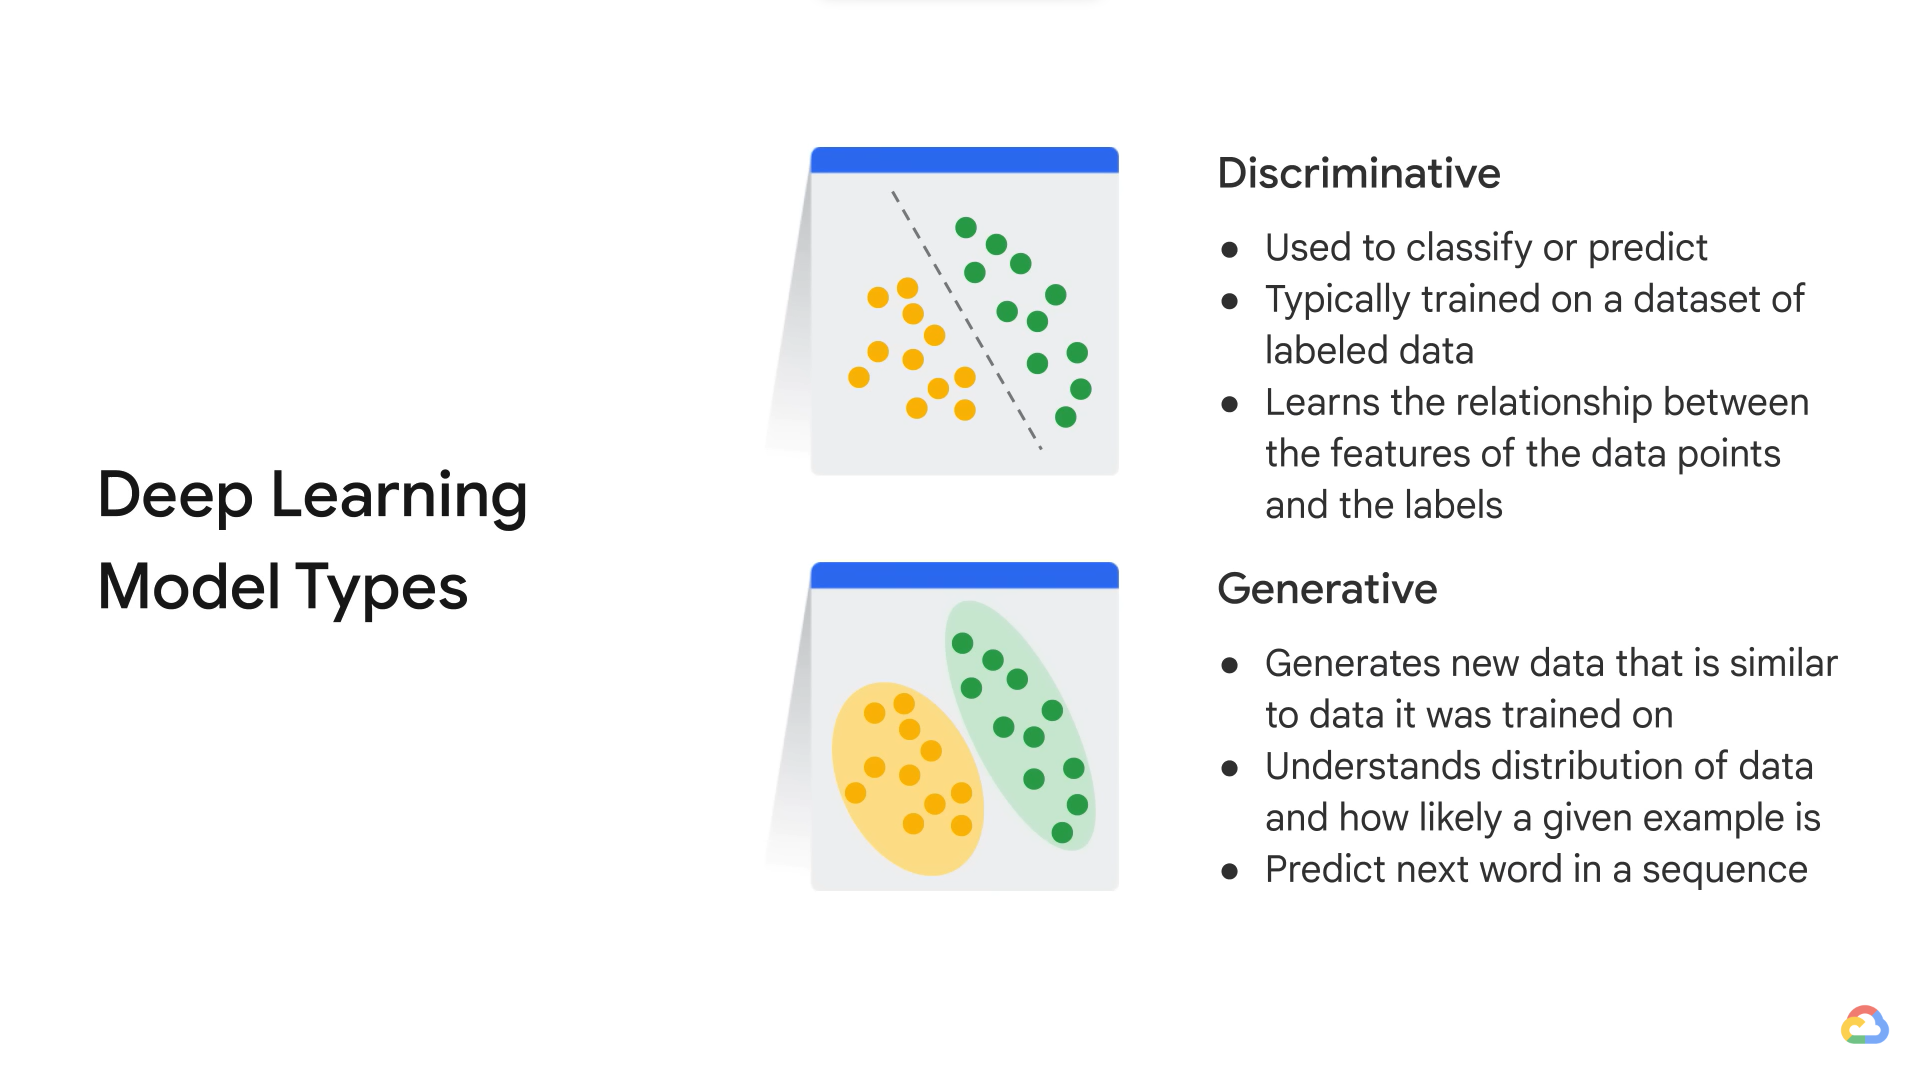 Deep Learning
Model Types
Discriminative
● Used to classify or predict
● Typically trained on a dataset of
labeled data
● Learns the relationship between
the features of the data points
and the labels
Generative
● Generates new data that is similar
to data it was trained on
● Understands distribution of data
and how likely a given example is
● Predict next word in a sequence